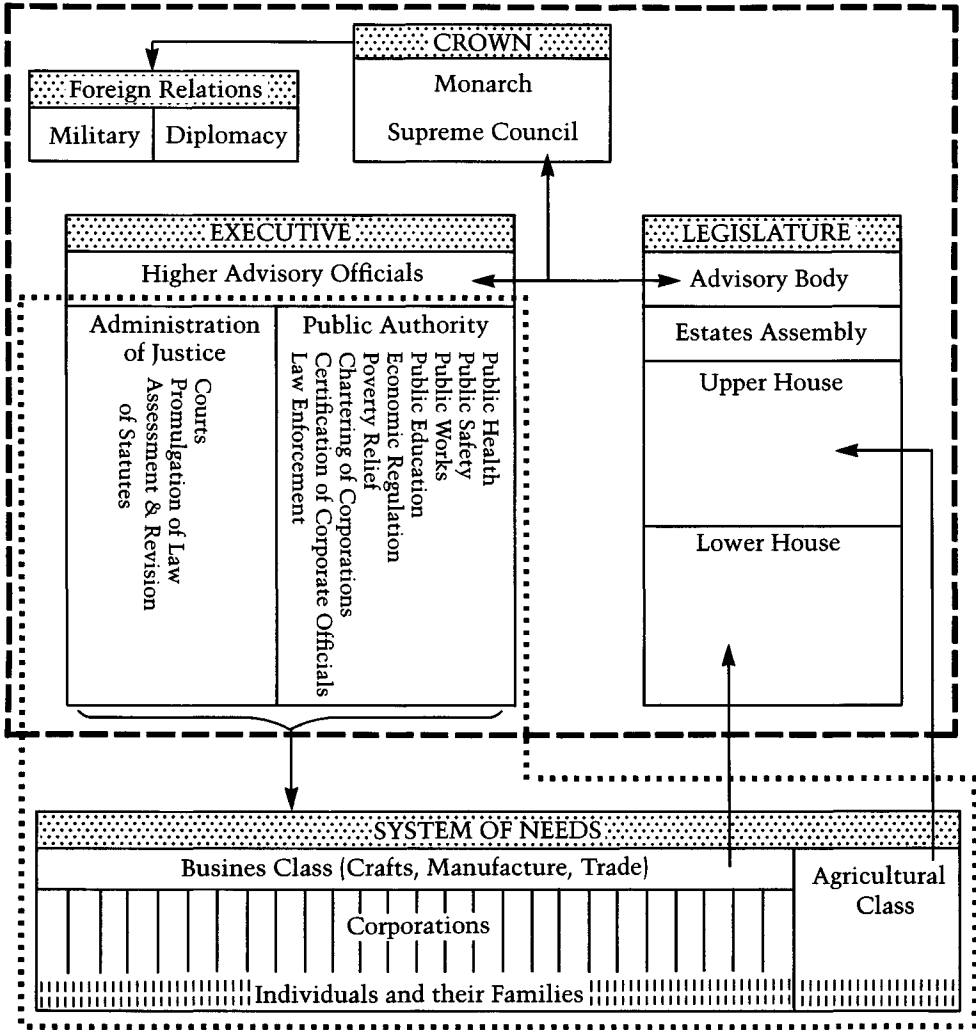 CROWN
Monarch
Supreme Council
Foreign Relations
Military
Diplomacy
EXECUTIVE
Higher Advisory Officials
Administration
of Justice
Courts
Promulgation of Law
Assessment & Revision
of Statutes
Public Authority
Public Health
Public Safety
Public Works
Public Education
Economic Regulation
Poverty Relief
Chartering of Corporations
Certification of Corporate Officials
Law Enforcement
LEGISLATURE
Advisory Body
Estates Assembly
Upper House
Lower House
SYSTEM OF NEEDS
Busines Class (Crafts, Manufacture, Trade)
Corporations
Individuals and their Families
Agricultural
Class